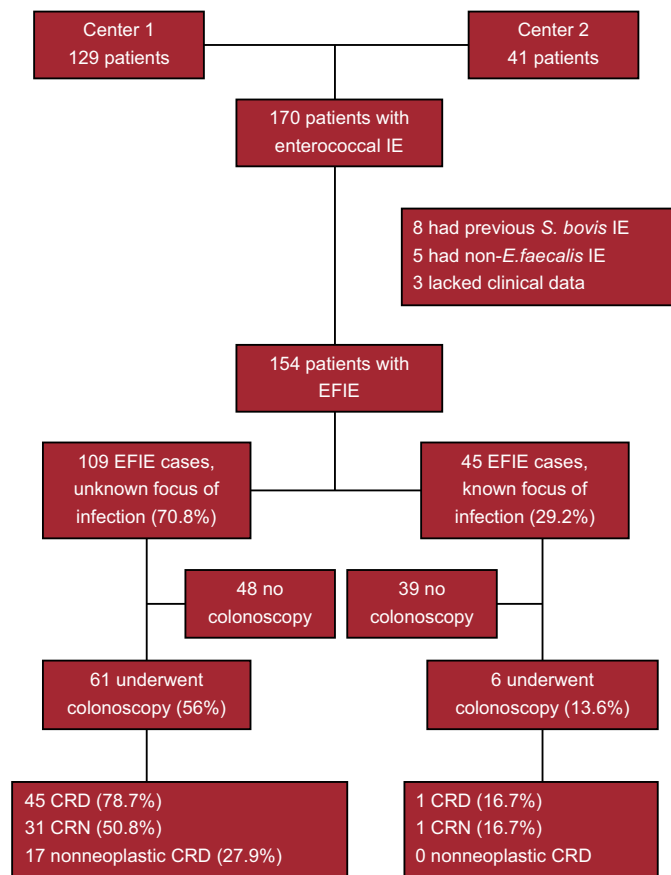 Center 1
129 patients
Center 2
41 patients
170 patients with
enterococcal IE
8 had previous S. bovis IE
5 had non-E.faecalis IE
3 lacked clinical data
154 patients with
EFIE
109 EFIE cases,
unknown focus of
infection (70.8%)
45 EFIE cases,
known focus of
infection (29.2%)
48 no
colonoscopy
39 no
colonoscopy
61 underwent
colonoscopy (56%)
6 underwent
colonoscopy (13.6%)
45 CRD (78.7%)
31 CRN (50.8%)
17 nonneoplastic CRD (27.9%)
1 CRD (16.7%)
1 CRN (16.7%)
0 nonneoplastic CRD